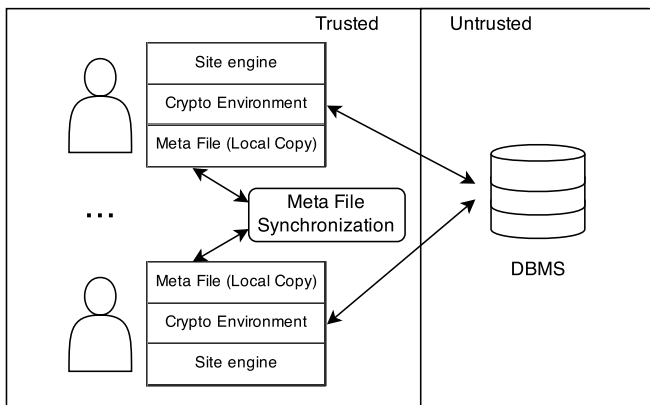 Trusted
Untrusted
Site engine
Crypto Environment
Meta File (Local Copy)
Meta File
Synchronization
...
DBMS
Meta File (Local Copy)
Crypto Environment
Site engine